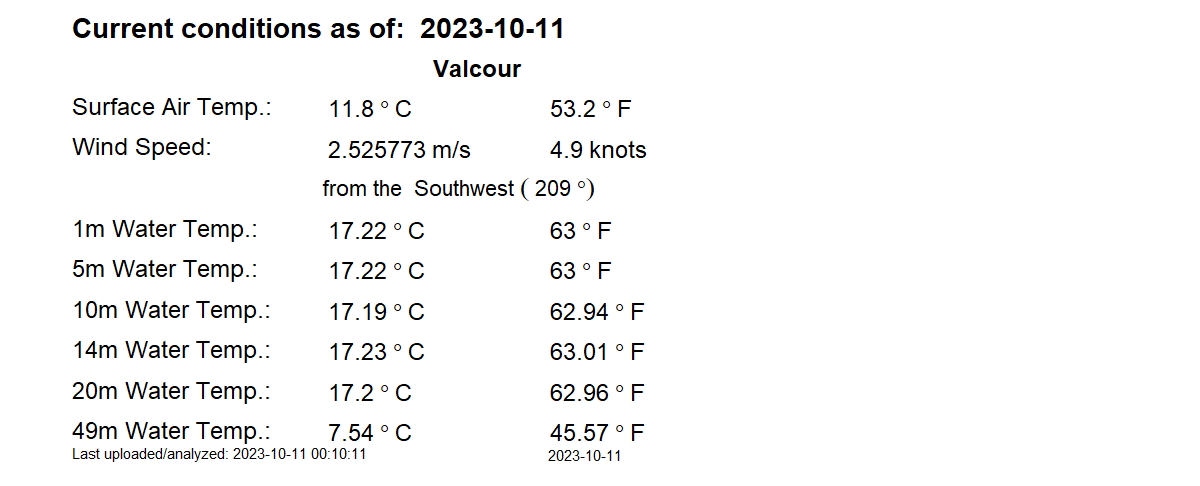 Current conditions as of: 2023-10-11
Valcour
Surface Air Temp.: 11.8 ° C 53.2 ° F
Wind Speed: 2.525773 m/s 4.9 knots
from the Southwest ( 209 °)
1m Water Temp.: 17.22 ° C 63 ° F
5m Water Temp.: 17.22 ° C 63 ° F
10m Water Temp.: 17.19 ° C 62.94 ° F
14m Water Temp.: 17.23 ° C 63.01 ° F
20m Water Temp.: 17.2 ° C 62.96 ° F
49m Water Temp.: 7.54 ° C 45.57 ° F
Last uploaded/analyzed: 2023-10-11 00:10:11 2023-10-11